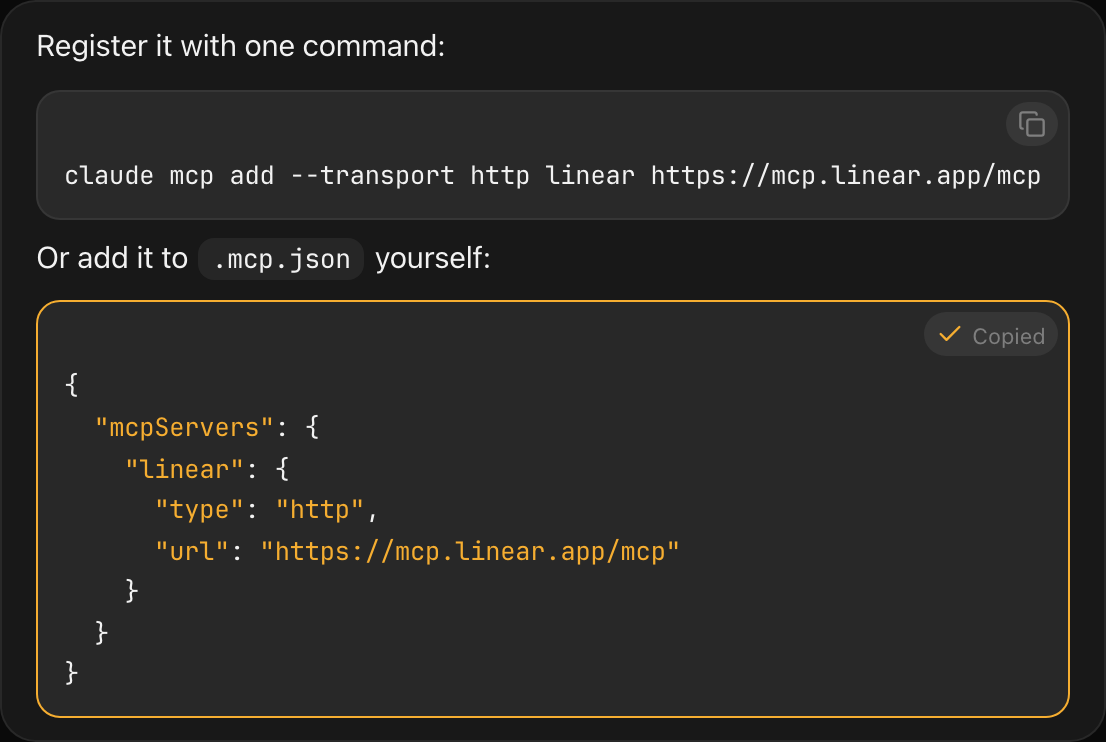 Register it with one command:
claude mcp add --transport http linear https://mcp.linear.app/mcp
Or add it to .mcp.json yourself:
Copied
{
  "mcpServers": {
    "linear": {
      "type": "http",
      "url": "https://mcp.linear.app/mcp"
    }
  }
}